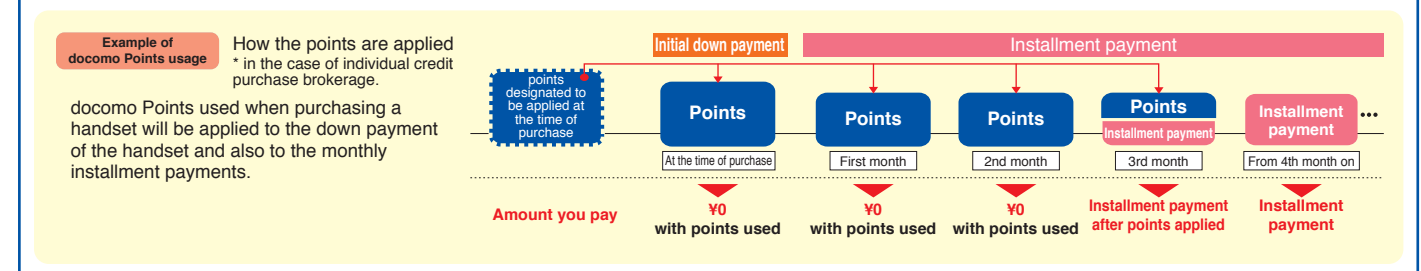 Example of
docomo Points usage
How the points are applied
* in the case of individual credit
purchase brokerage.
docomo Points used when purchasing a
handset will be applied to the down payment
of the handset and also to the monthly
installment payments.
Initial down payment
Installment payment
points
designated to
be applied at
the time of
purchase
Points
Points
Points
Points
Installment payment
Installment
payment
•••
At the time of purchase
First month
2nd month
3rd month
From 4th month on
Amount you pay
¥0
with points used
¥0
with points used
¥0
with points used
Installment payment
after points applied
Installment
payment